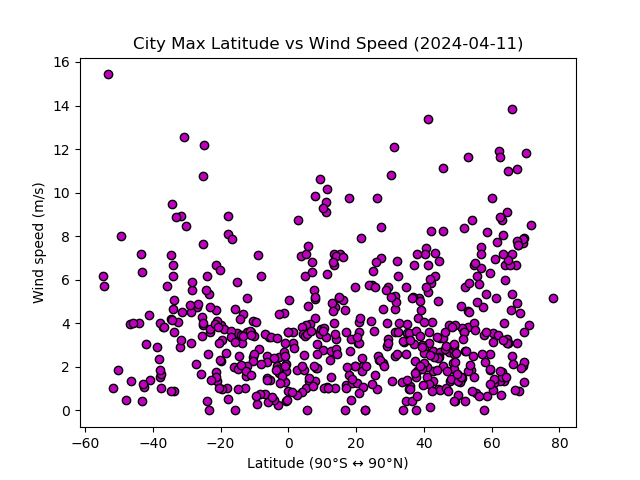 City Max Latitude vs Wind Speed (2024-04-11)
16
14
12
10
8
6
4
2
0
Wind speed (m/s)
−60 −40 −20 0 20 40 60 80
Latitude (90°S ↔ 90°N)